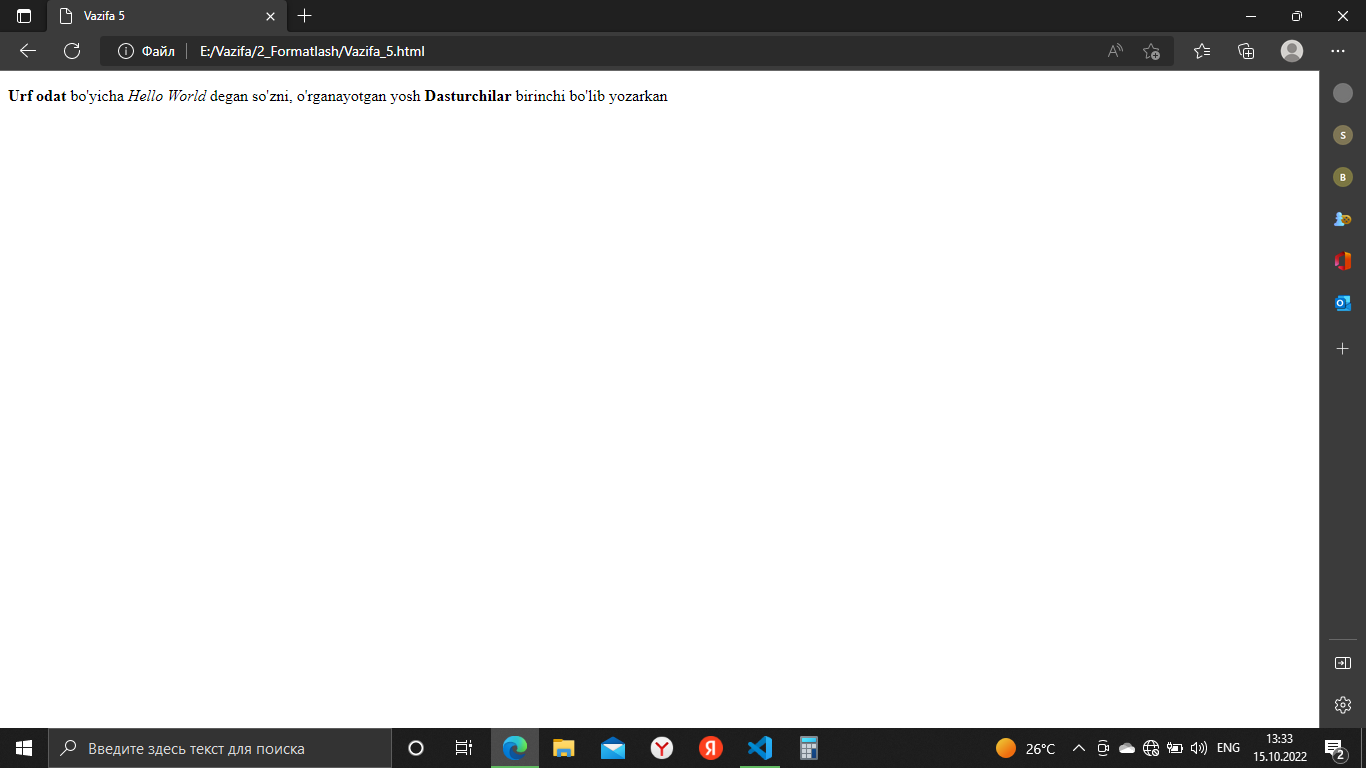 Vazifa 5
Файл E:/Vazifa/2_Formatlash/Vazifa_5.html
Urf odat bo'yicha Hello World degan so'zni, o'rganayotgan yosh Dasturchilar birinchi bo'lib yozarkan
S
B
Введите здесь текст для поиска
26°C
ENG
13:33
15.10.2022
2